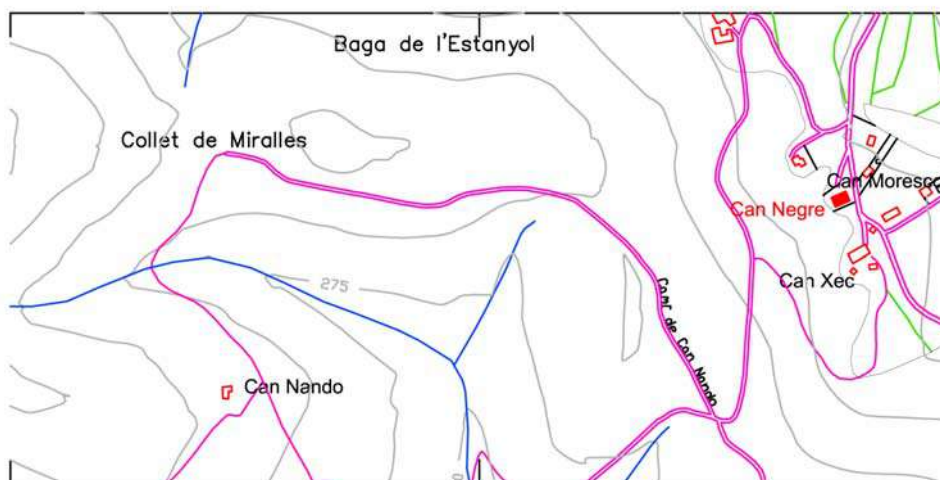 Baga de l'Estanyol
Collet de Miralles
Can Moresc
Can Negre
Can Xec
275
Camí de Can Nando
Can Nando